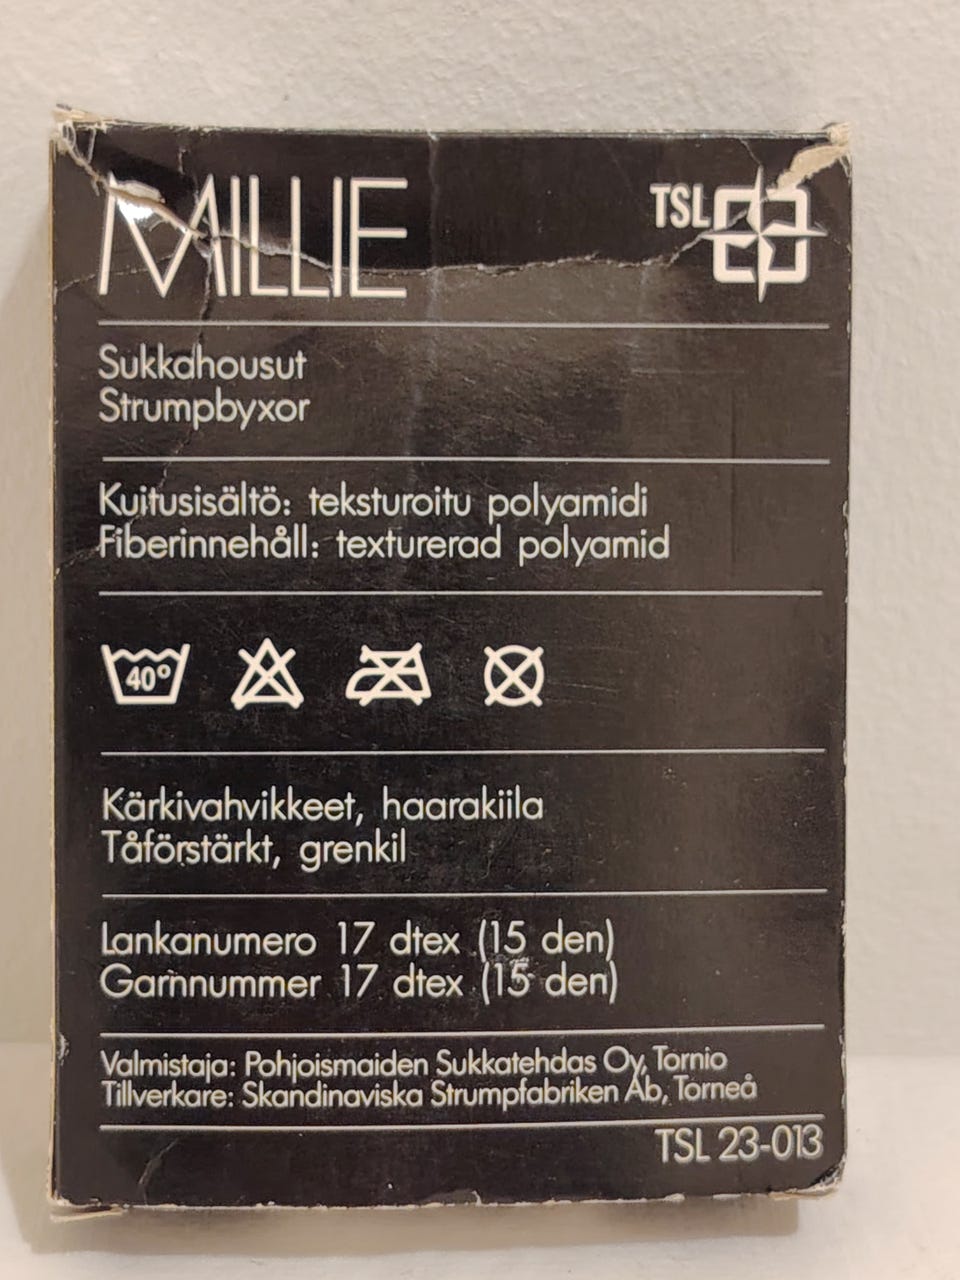 MILLIE
TSL
Sukkahousut
Strumpbyxor
Kuitusisältö: teksturoitu polyamidi
Fiberinnehåll: texturerad polyamid
40°
Kärkivahvikkeet, haarakiila
Tåförstärkt, grenkil
Lankanumero 17 dtex (15 den)
Garnnummer 17 dtex (15 den)
Valmistaja: Pohjoismaiden Sukkatehdas Oy, Tornio
Tillverkare: Skandinaviska Strumpfabriken Ab, Torneå
TSL 23-013